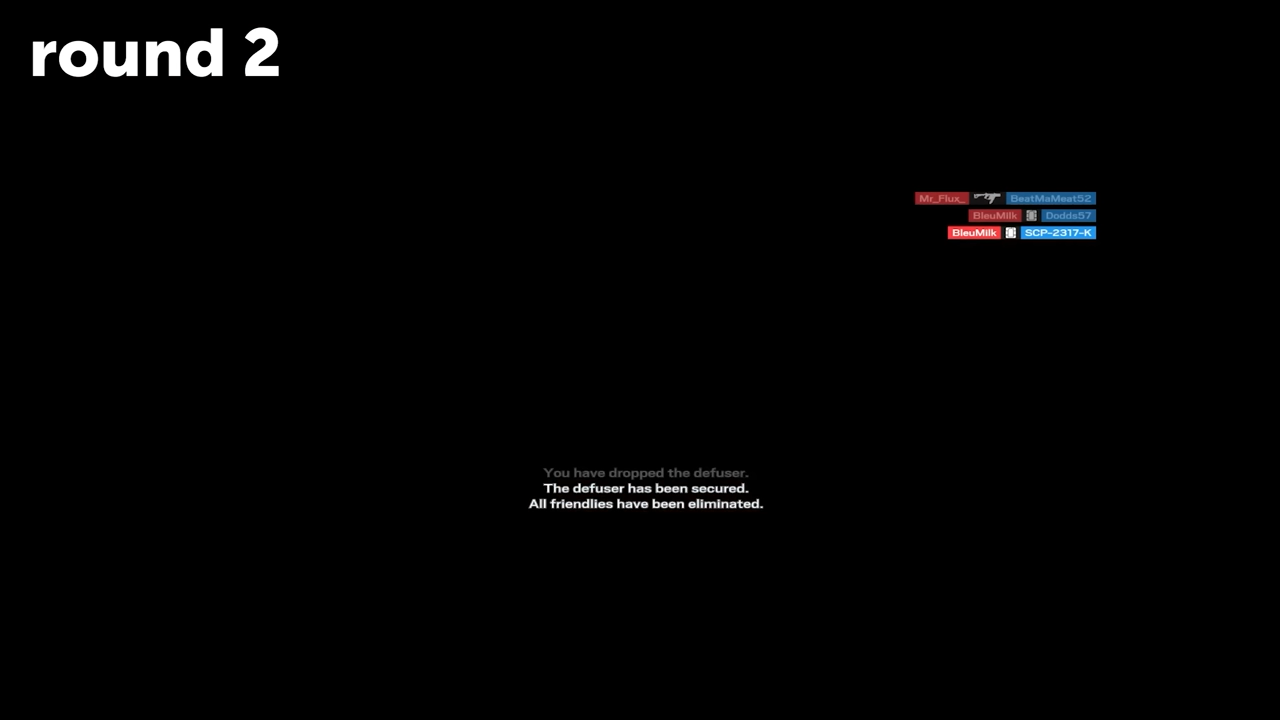 round 2
Mr_Flux_ BeatMaMeat52
BleuMilk Dodds57
BleuMilk SCP-2317-K
You have dropped the defuser.
The defuser has been secured.
All friendlies have been eliminated.